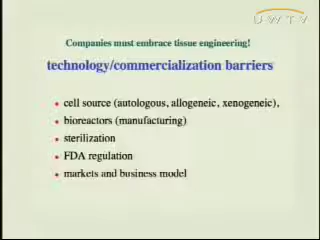 UWTV
Companies must embrace tissue engineering!
technology/commercialization barriers
• cell source (autologous, allogeneic, xenogeneic),
• bioreactors (manufacturing)
• sterilization
• FDA regulation
• markets and business model